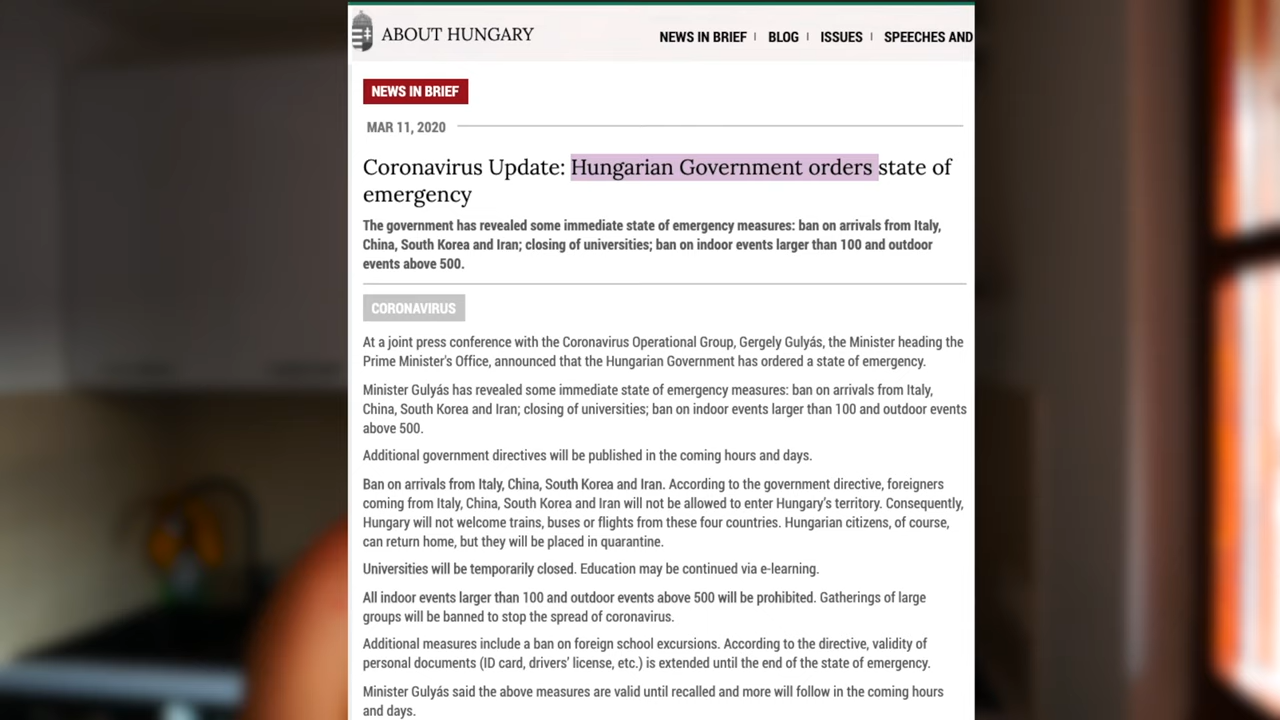 ABOUT HUNGARY
NEWS IN BRIEF | BLOG | ISSUES | SPEECHES AND
NEWS IN BRIEF
MAR 11, 2020
Coronavirus Update: Hungarian Government orders state of
emergency
The government has revealed some immediate state of emergency measures: ban on arrivals from Italy,
China, South Korea and Iran; closing of universities; ban on indoor events larger than 100 and outdoor
events above 500.
CORONAVIRUS
At a joint press conference with the Coronavirus Operational Group, Gergely Gulyás, the Minister heading the
Prime Minister's Office, announced that the Hungarian Government has ordered a state of emergency.
Minister Gulyás has revealed some immediate state of emergency measures: ban on arrivals from Italy,
China, South Korea and Iran; closing of universities; ban on indoor events larger than 100 and outdoor events
above 500.
Additional government directives will be published in the coming hours and days.
Ban on arrivals from Italy, China, South Korea and Iran. According to the government directive, foreigners
coming from Italy, China, South Korea and Iran will not be allowed to enter Hungary's territory. Consequently,
Hungary will not welcome trains, buses or flights from these four countries. Hungarian citizens, of course,
can return home, but they will be placed in quarantine.
Universities will be temporarily closed. Education may be continued via e-learning.
All indoor events larger than 100 and outdoor events above 500 will be prohibited. Gatherings of large
groups will be banned to stop the spread of coronavirus.
Additional measures include a ban on foreign school excursions. According to the directive, validity of
personal documents (ID card, drivers' license, etc.) is extended until the end of the state of emergency.
Minister Gulyás said the above measures are valid until recalled and more will follow in the coming hours
and days.